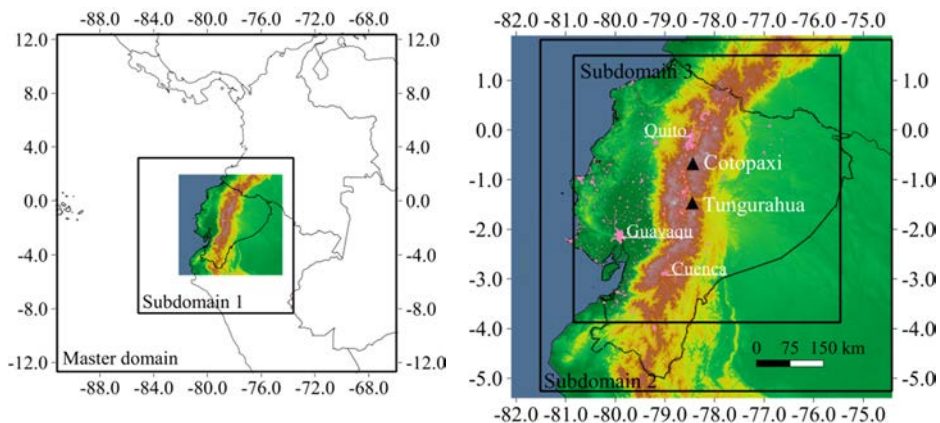 -88.0 -84.0 -80.0 -76.0 -72.0 -68.0
12.0 12.0
8.0 8.0
4.0 4.0
0.0 0.0
-4.0 -4.0
-8.0 -8.0
-12.0 -12.0
Subdomain 1
Master domain
-88.0 -84.0 -80.0 -76.0 -72.0 -68.0
-82.0 -81.0 -80.0 -79.0 -78.0 -77.0 -76.0 -75.0
1.0 1.0
Subdomain 3
0.0 0.0
Quito
Cotopaxi
-1.0 -1.0
Tungurahua
-2.0 -2.0
Guayaqu
Cuenca
-3.0 -3.0
-4.0 -4.0
0 75 150 km
Subdomain 2
-5.0 -5.0
-82.0 -81.0 -80.0 -79.0 -78.0 -77.0 -76.0 -75.0